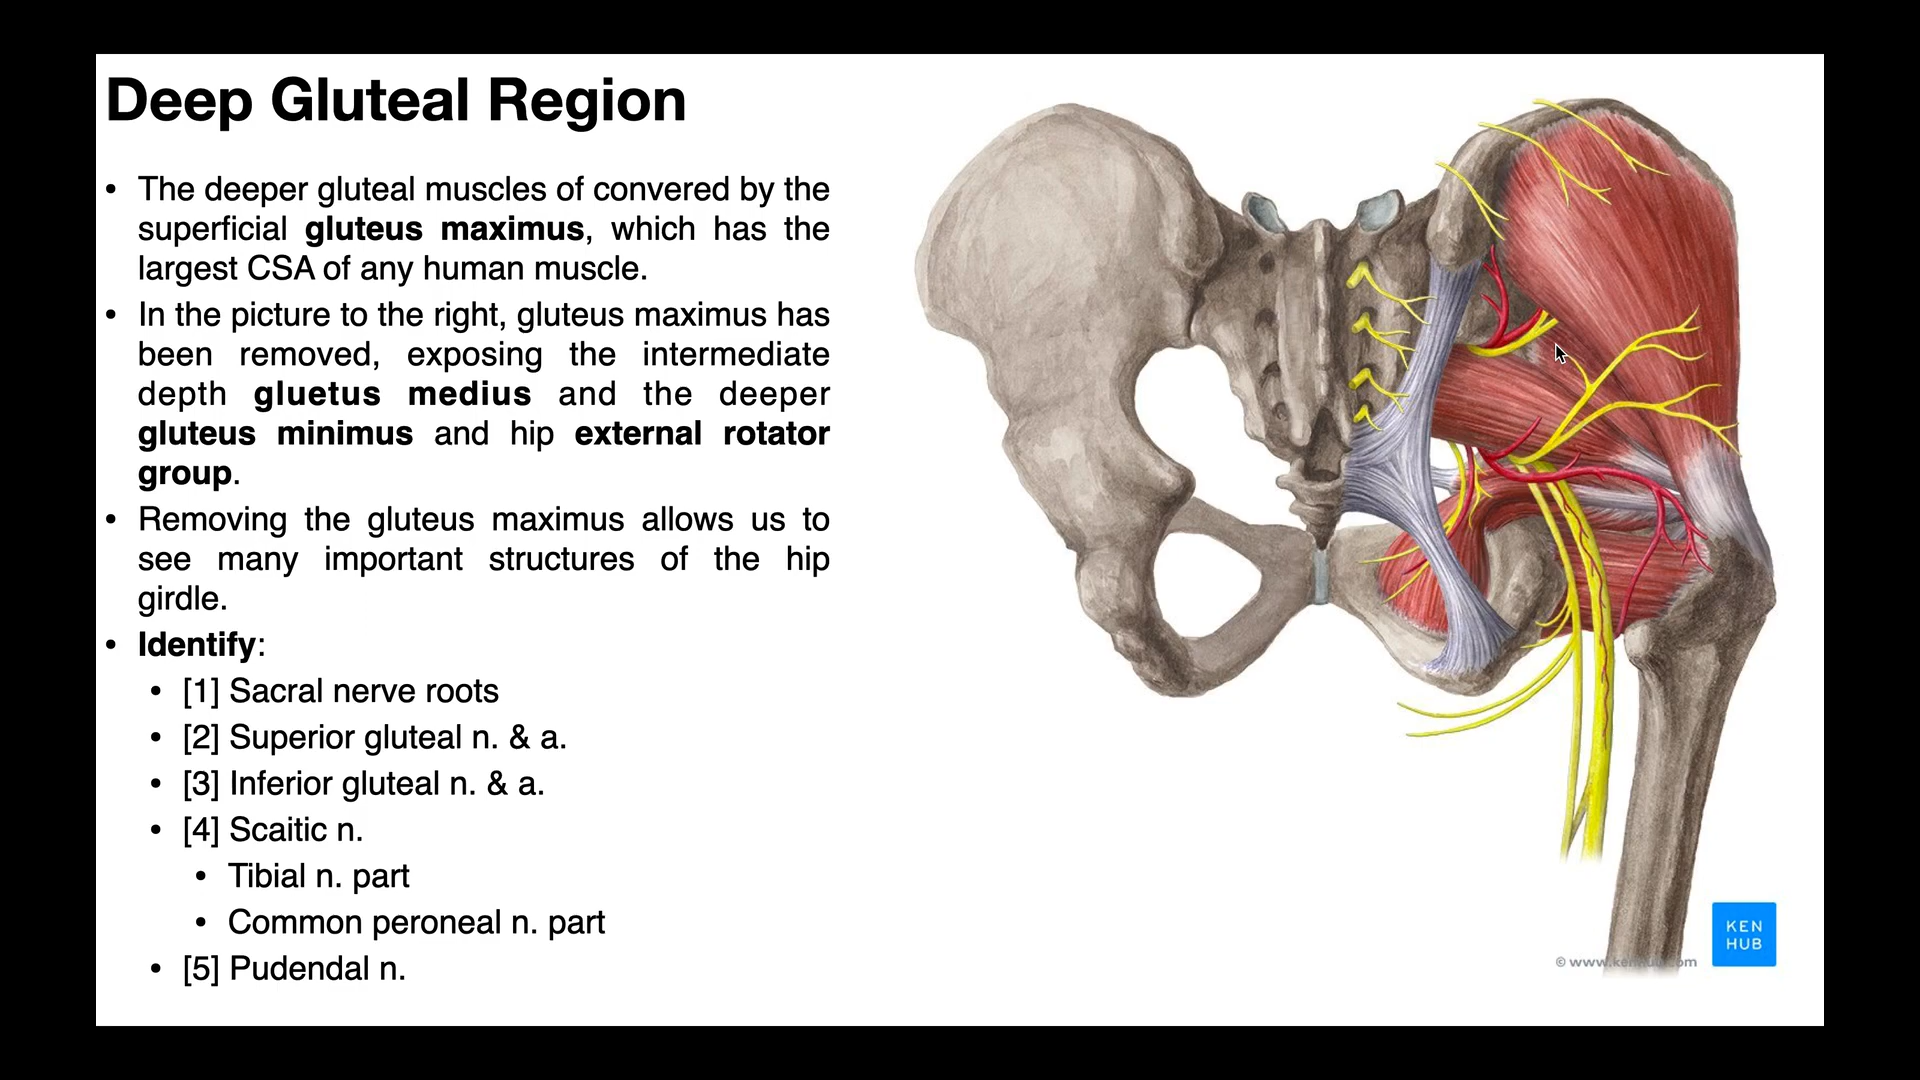 Deep Gluteal Region
• The deeper gluteal muscles of convered by the
superficial gluteus maximus, which has the
largest CSA of any human muscle.
• In the picture to the right, gluteus maximus has
been removed, exposing the intermediate
depth gluetus medius and the deeper
gluteus minimus and hip external rotator
group.
• Removing the gluteus maximus allows us to
see many important structures of the hip
girdle.
• Identify:
• [1] Sacral nerve roots
• [2] Superior gluteal n. & a.
• [3] Inferior gluteal n. & a.
• [4] Scaitic n.
• Tibial n. part
• Common peroneal n. part
• [5] Pudendal n.
KEN
HUB
© www.kenhub.com